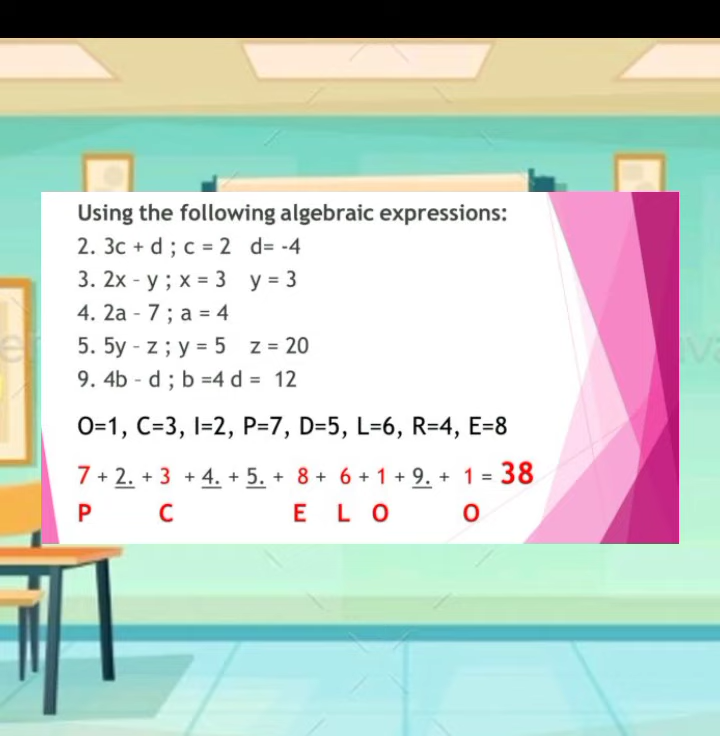 Using the following algebraic expressions:
2. 3c + d ; c = 2 d= -4
3. 2x - y ; x = 3 y = 3
4. 2a - 7 ; a = 4
5. 5y - z ; y = 5 z = 20
9. 4b - d ; b =4 d = 12
O=1, C=3, I=2, P=7, D=5, L=6, R=4, E=8
7 + 2. + 3 + 4. + 5. + 8 + 6 + 1 + 9. + 1 = 38
P C E L O O